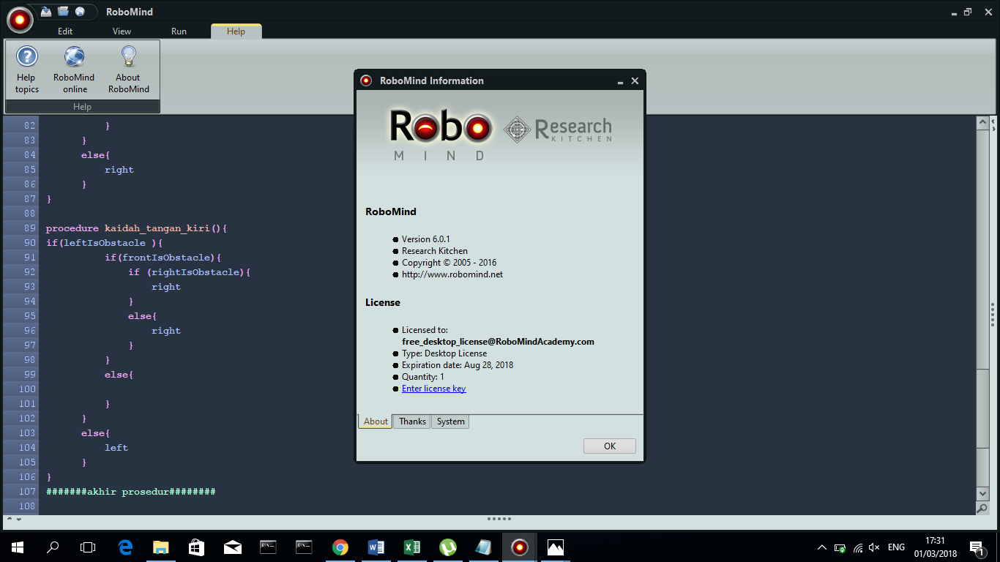 RoboMind
Edit View Run Help
Help topics
RoboMind online
About RoboMind
Help
82 }
83 }
84 else{
85 right
86 }
87 }
88
89 procedure kaidah_tangan_kiri(){
90 if(leftIsObstacle ){
91 if(frontIsObstacle){
92 if (rightIsObstacle){
93 right
94 }
95 else{
96 right
97 }
98 }
99 else{
100
101 }
102 }
103 else{
104 left
105 }
106 }
107 #######akhir prosedur########
108
RoboMind Information
Robo
MIND
Research
KITCHEN
RoboMind
Version 6.0.1
Research Kitchen
Copyright © 2005 - 2016
http://www.robomind.net
License
Licensed to:
free_desktop_license@RoboMindAcademy.com
Type: Desktop License
Expiration date: Aug 28, 2018
Quantity: 1
Enter license key
About Thanks System
OK
ENG
17:31
01/03/2018
1